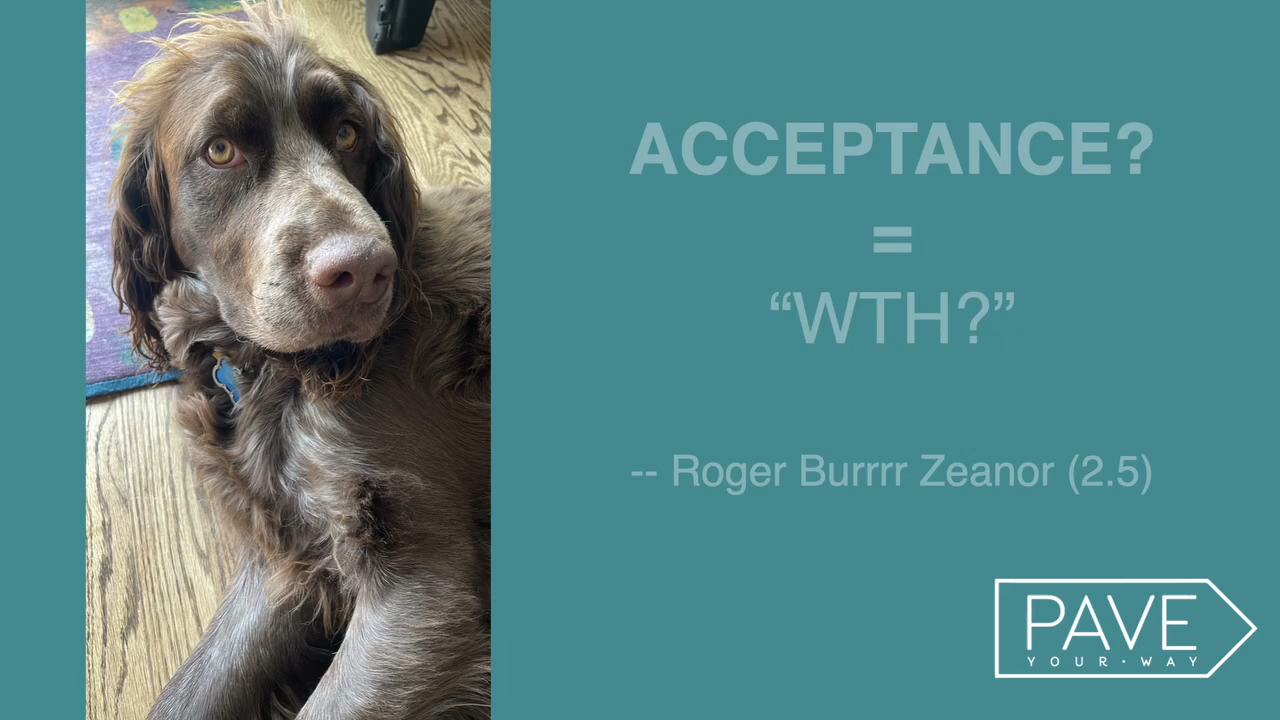 ACCEPTANCE?
=
“WTH?”
-- Roger Burrrr Zeanor (2.5)
PAVE
YOUR·WAY